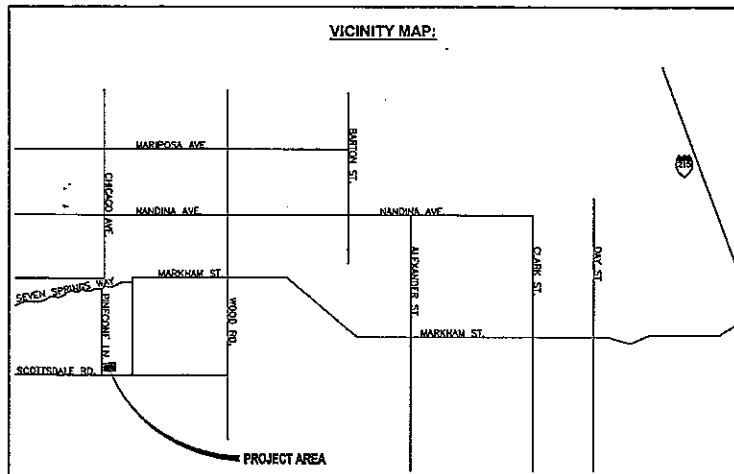 VICINITY MAP:
MARIPOSA AVE.
BARTON ST.
CHICAGO AVE.
215
NANDINA AVE.
NANDINA AVE.
ALEXANDER ST.
CLARK ST.
DAY ST.
MARKHAM ST.
SEVEN SPRINGS WAY
WOOD RD.
PINECONE LN.
MARKHAM ST.
SCOTTSDALE RD.
PROJECT AREA